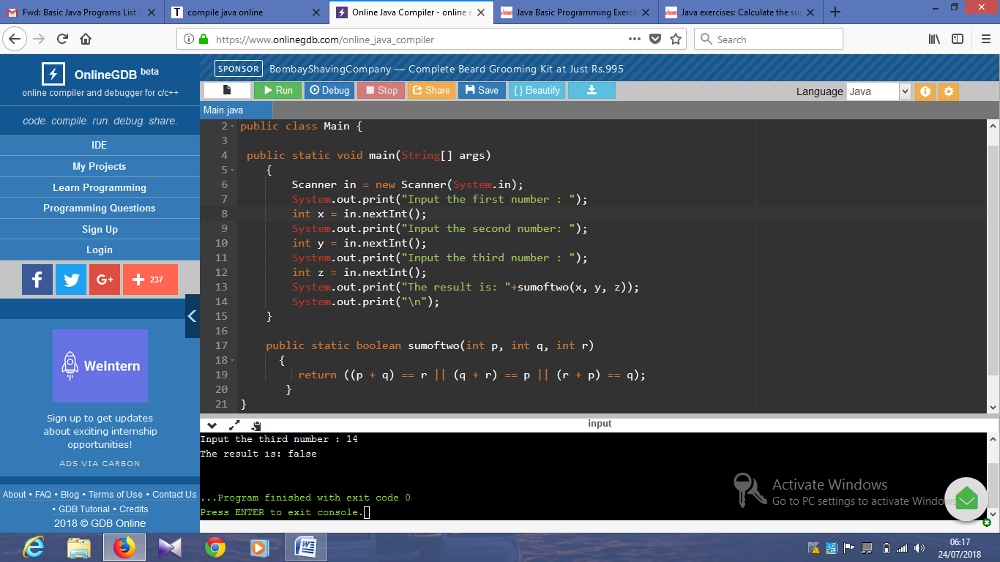 Fwd: Basic Java Programs List -
compile java online
Online Java Compiler - online e
Java Basic Programming Exerci
Java exercises: Calculate the su
https://www.onlinegdb.com/online_java_compiler
Search
OnlineGDB beta
online compiler and debugger for c/c++
code. compile. run. debug. share.
IDE
My Projects
Learn Programming
Programming Questions
Sign Up
Login
f
G+
237
WeIntern
Sign up to get updates
about exciting internship
opportunities!
ADS VIA CARBON
About • FAQ • Blog • Terms of Use • Contact Us
• GDB Tutorial • Credits
2018 © GDB Online
SPONSOR BombayShavingCompany — Complete Beard Grooming Kit at Just Rs.995
Run Debug Stop Share Save { } Beautify
Language Java
Main.java
2 public class Main {
3
4 public static void main(String[] args)
5 {
6 Scanner in = new Scanner(System.in);
7 System.out.print("Input the first number : ");
8 int x = in.nextInt();
9 System.out.print("Input the second number: ");
10 int y = in.nextInt();
11 System.out.print("Input the third number : ");
12 int z = in.nextInt();
13 System.out.print("The result is: "+sumoftwo(x, y, z));
14 System.out.print("\n");
15 }
16
17 public static boolean sumoftwo(int p, int q, int r)
18 {
19 return ((p + q) == r || (q + r) == p || (r + p) == q);
20 }
21 }
input
Input the third number : 14
The result is: false
...Program finished with exit code 0
Press ENTER to exit console.
Activate Windows
Go to PC settings to activate Windows.
06:17
24/07/2018